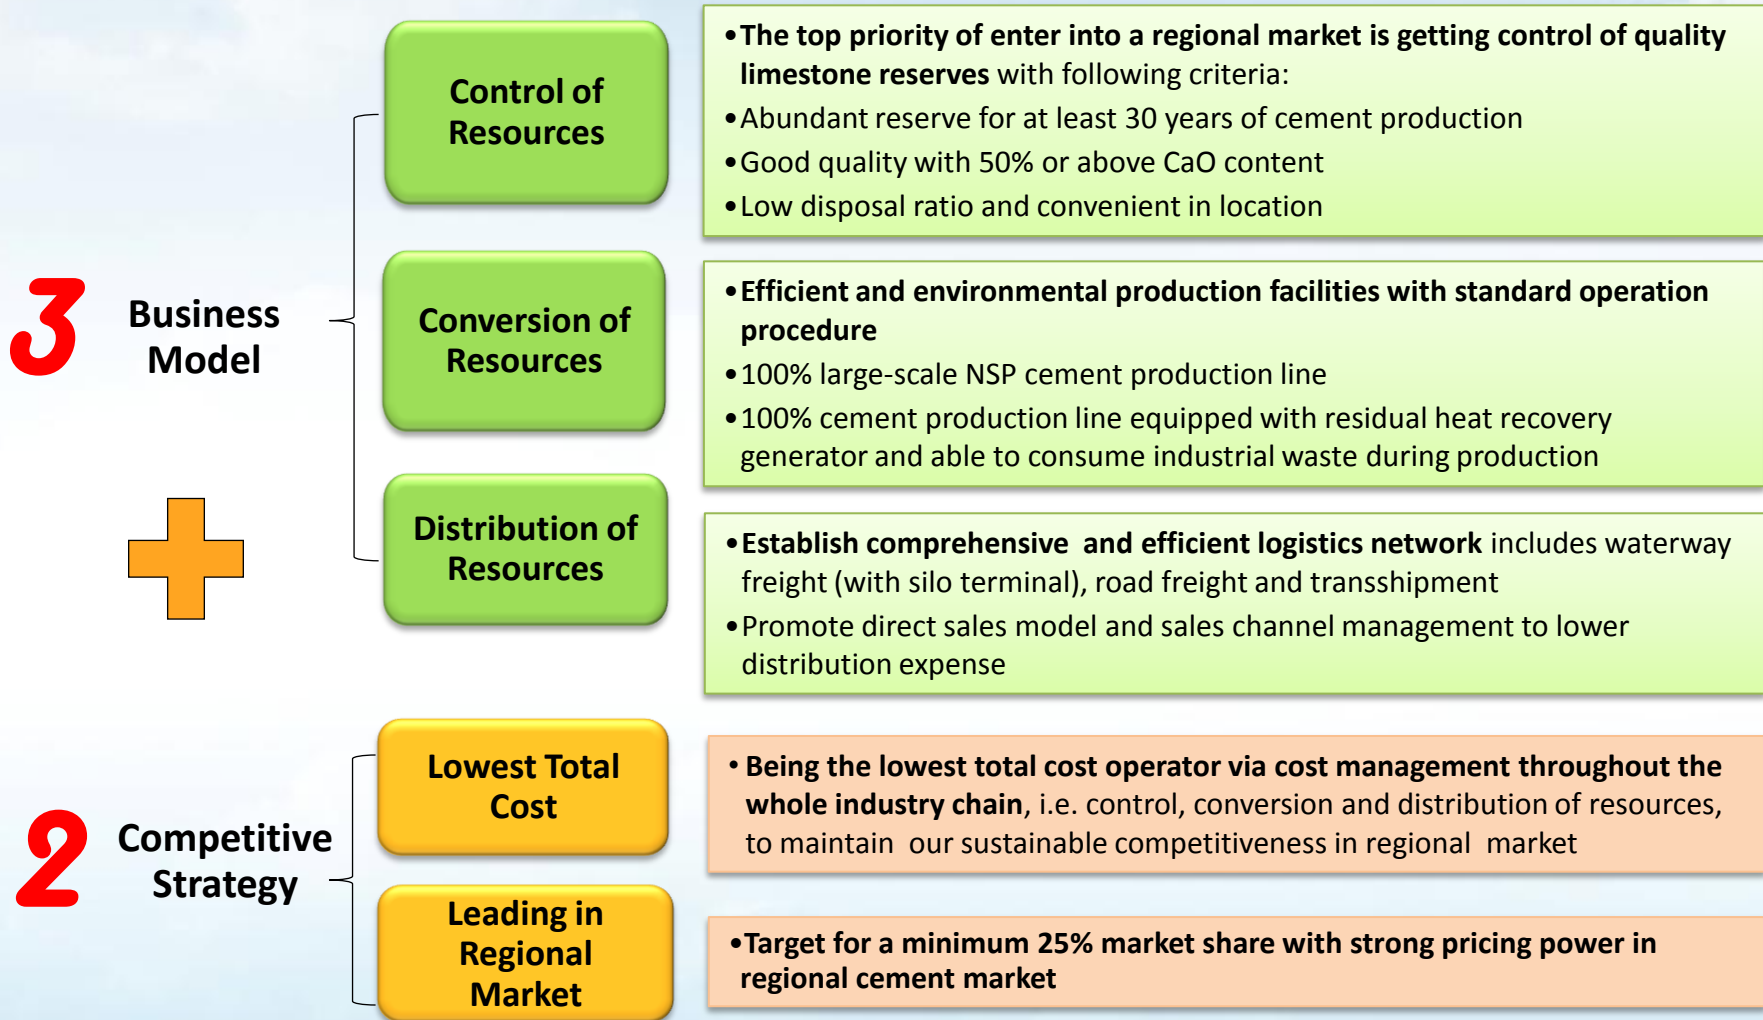 3
Business
Model
Control of
Resources
•The top priority of enter into a regional market is getting control of quality
limestone reserves with following criteria:
•Abundant reserve for at least 30 years of cement production
•Good quality with 50% or above CaO content
•Low disposal ratio and convenient in location
Conversion of
Resources
•Efficient and environmental production facilities with standard operation
procedure
•100% large-scale NSP cement production line
•100% cement production line equipped with residual heat recovery
generator and able to consume industrial waste during production
Distribution of
Resources
•Establish comprehensive and efficient logistics network includes waterway
freight (with silo terminal), road freight and transshipment
•Promote direct sales model and sales channel management to lower
distribution expense
2
Competitive
Strategy
Lowest Total
Cost
• Being the lowest total cost operator via cost management throughout the
whole industry chain, i.e. control, conversion and distribution of resources,
to maintain our sustainable competitiveness in regional market
Leading in
Regional
Market
•Target for a minimum 25% market share with strong pricing power in
regional cement market